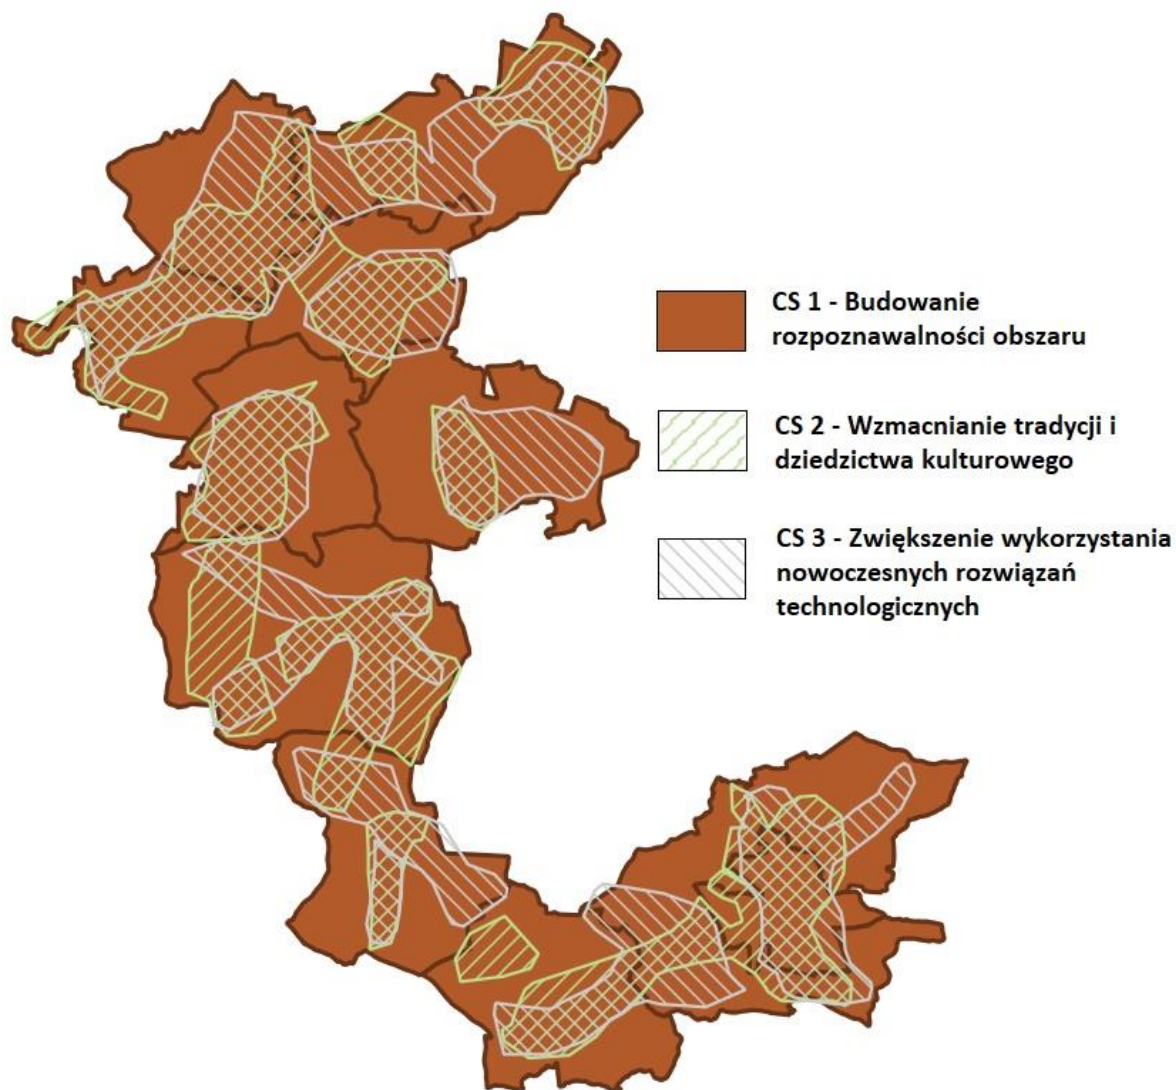 CS 1 - Budowanie
rozpoznawalności obszaru
CS 2 - Wzmacnianie tradycji i
dziedzictwa kulturowego
CS 3 - Zwiększenie wykorzystania
nowoczesnych rozwiązań
technologicznych